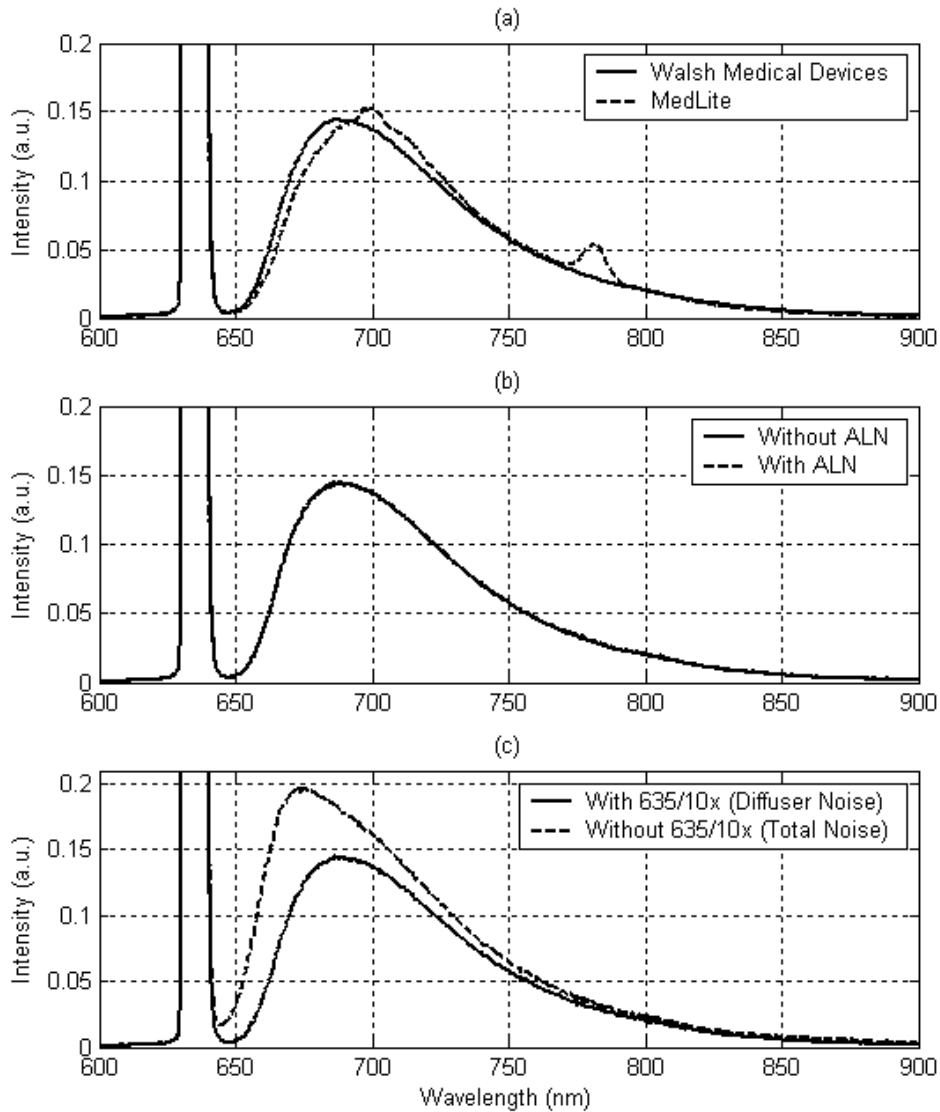 (a)
Intensity (a.u.)
0.2
0.15
0.1
0.05
0
Walsh Medical Devices
MedLite
600 650 700 750 800 850 900
(b)
Intensity (a.u.)
0.2
0.15
0.1
0.05
0
Without ALN
With ALN
600 650 700 750 800 850 900
(c)
Intensity (a.u.)
0.2
0.15
0.1
0.05
0
With 635/10x (Diffuser Noise)
Without 635/10x (Total Noise)
600 650 700 750 800 850 900
Wavelength (nm)